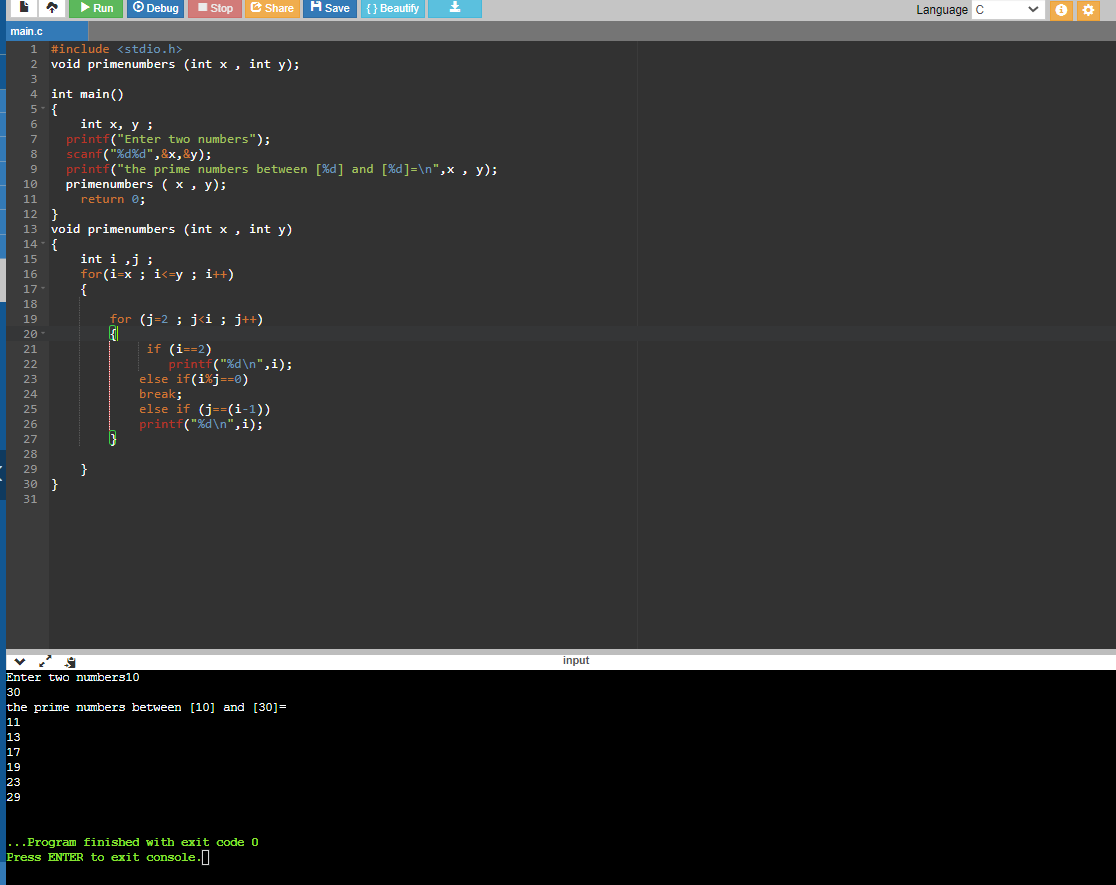 Run Debug Stop Share Save { } Beautify Language C
main.c
1 #include <stdio.h>
2 void primenumbers (int x , int y);
3
4 int main()
5 {
6 int x, y ;
7 printf("Enter two numbers");
8 scanf("%d%d",&x,&y);
9 printf("the prime numbers between [%d] and [%d]=\n",x , y);
10 primenumbers ( x , y);
11 return 0;
12 }
13 void primenumbers (int x , int y)
14 {
15 int i ,j ;
16 for(i=x ; i<=y ; i++)
17 {
18
19 for (j=2 ; j<i ; j++)
20 {
21 if (i==2)
22 printf("%d\n",i);
23 else if(i%j==0)
24 break;
25 else if (j==(i-1))
26 printf("%d\n",i);
27 }
28
29 }
30 }
31
input
Enter two numbers10
30
the prime numbers between [10] and [30]=
11
13
17
19
23
29
...Program finished with exit code 0
Press ENTER to exit console.